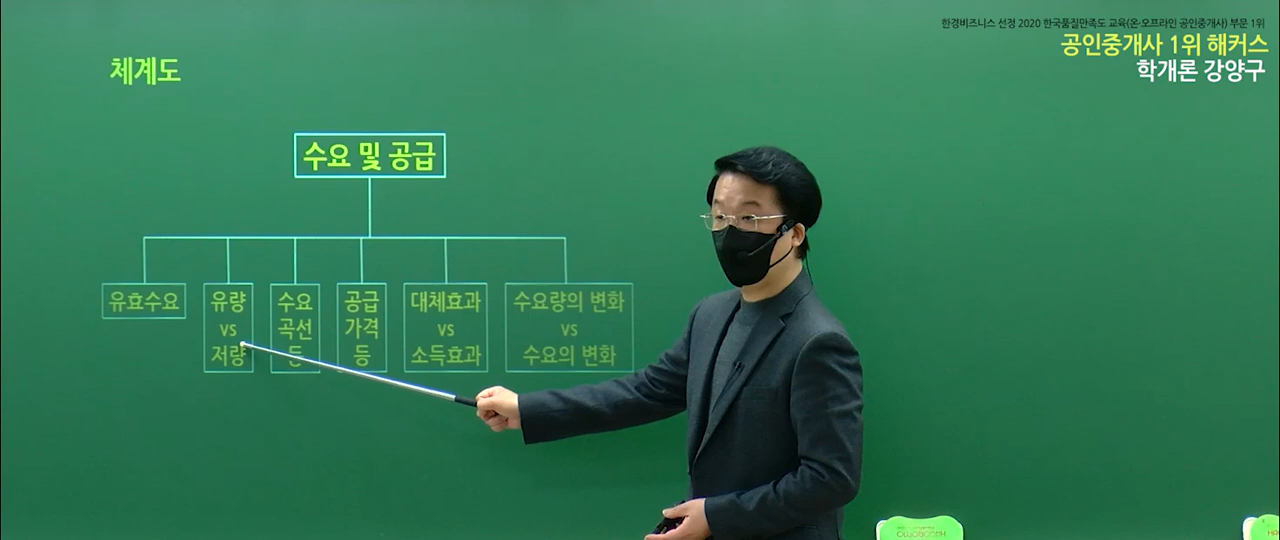 한경비즈니스 선정 2020 한국품질만족도 교육(온·오프라인 공인중개사) 부문 1위
공인중개사 1위 해커스
학개론 강양구
체계도
수요 및 공급
유효수요
유량
vs
저량
수요
곡선
등
공급
가격
등
대체효과
vs
소득효과
수요량의 변화
vs
수요의 변화